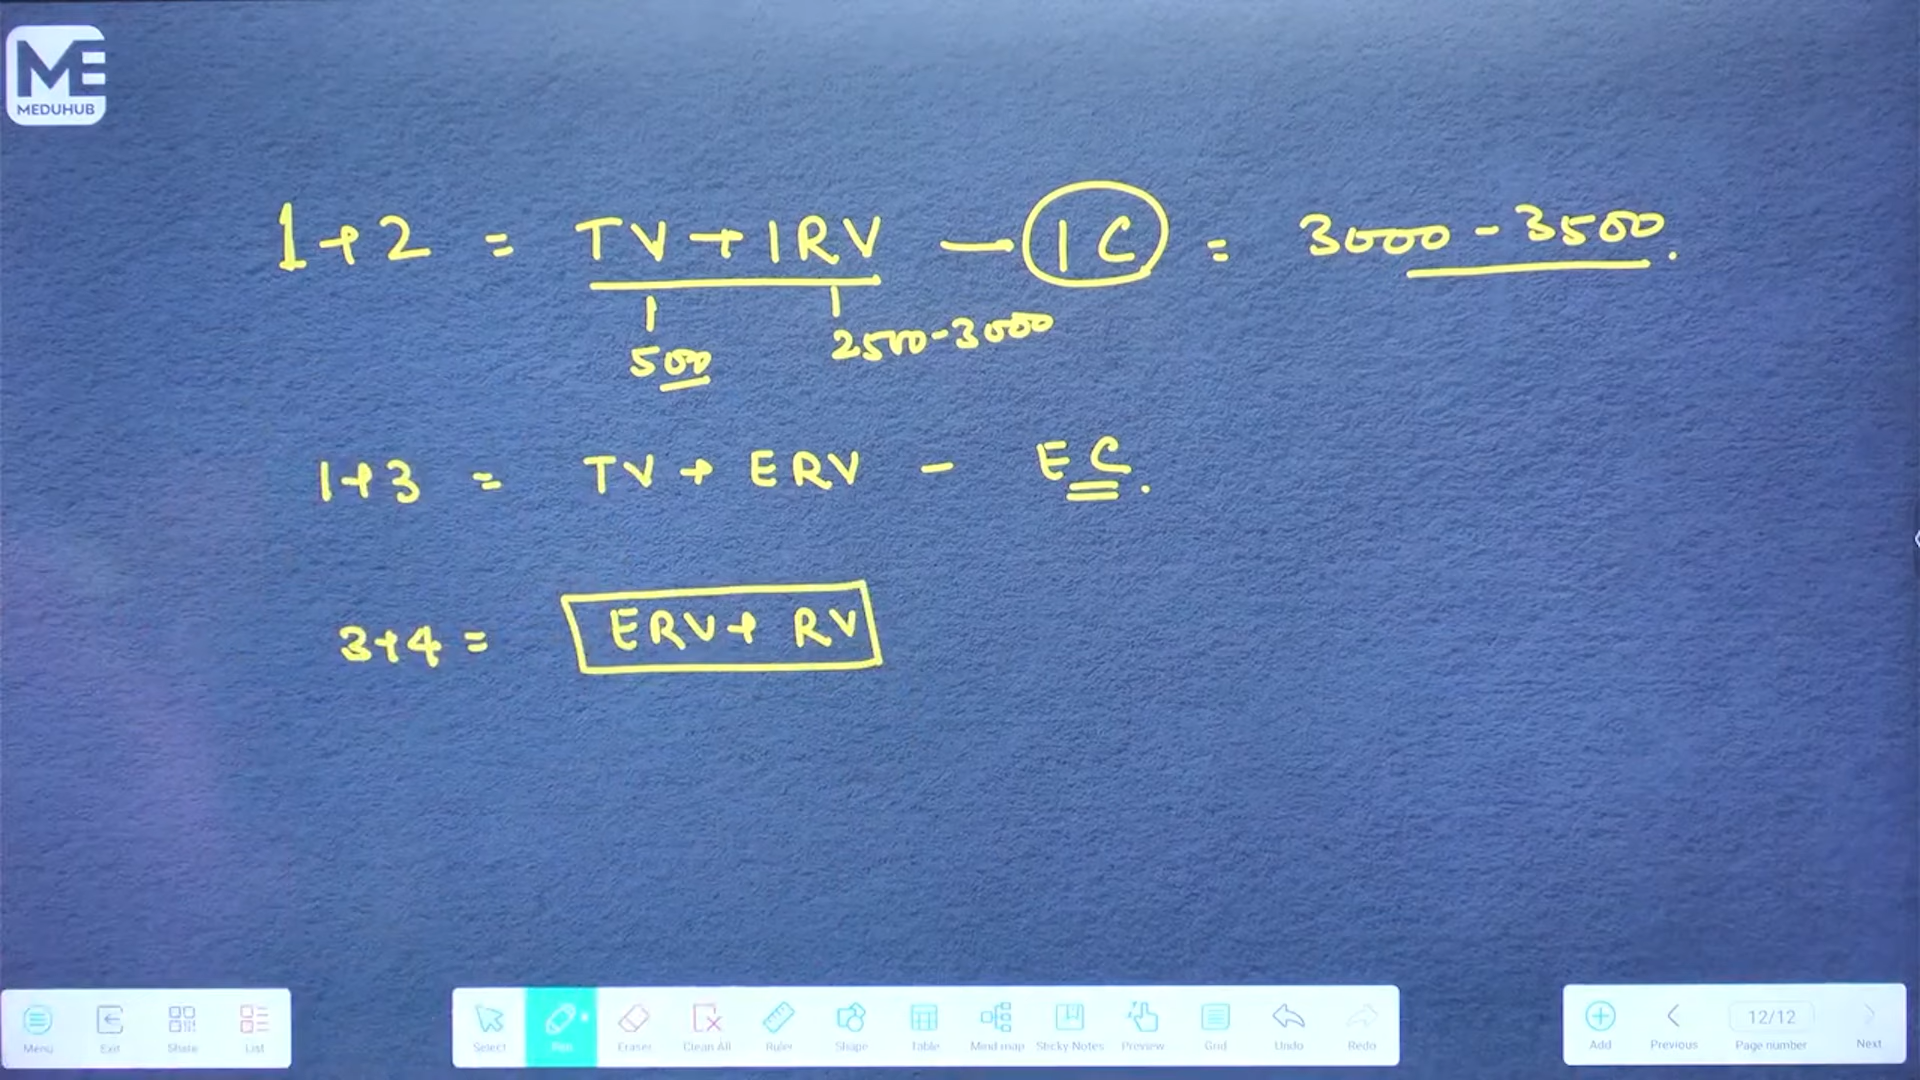 ME
MEDUHUB
1+2 = TV + IRV — IC = 3000 - 3500.
500 2500-3000
1+3 = TV + ERV - EC.
3+4 = ERV + RV
Menu Exit Share List Select Pen Eraser Clean All Ruler Shape Table Mind map Sticky Notes Preview Grid Undo Redo Add Previous 12/12 Page number Next